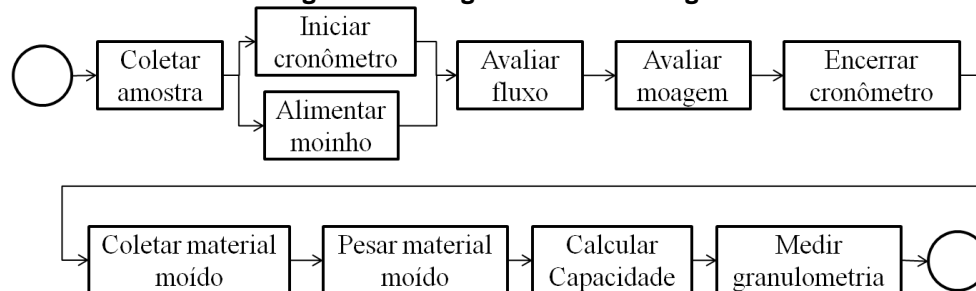 Iniciar
cronômetro
Coletar
amostra
Alimentar
moinho
Avaliar
fluxo
Avaliar
moagem
Encerrar
cronômetro
Coletar material
moído
Pesar material
moído
Calcular
Capacidade
Medir
granulometria